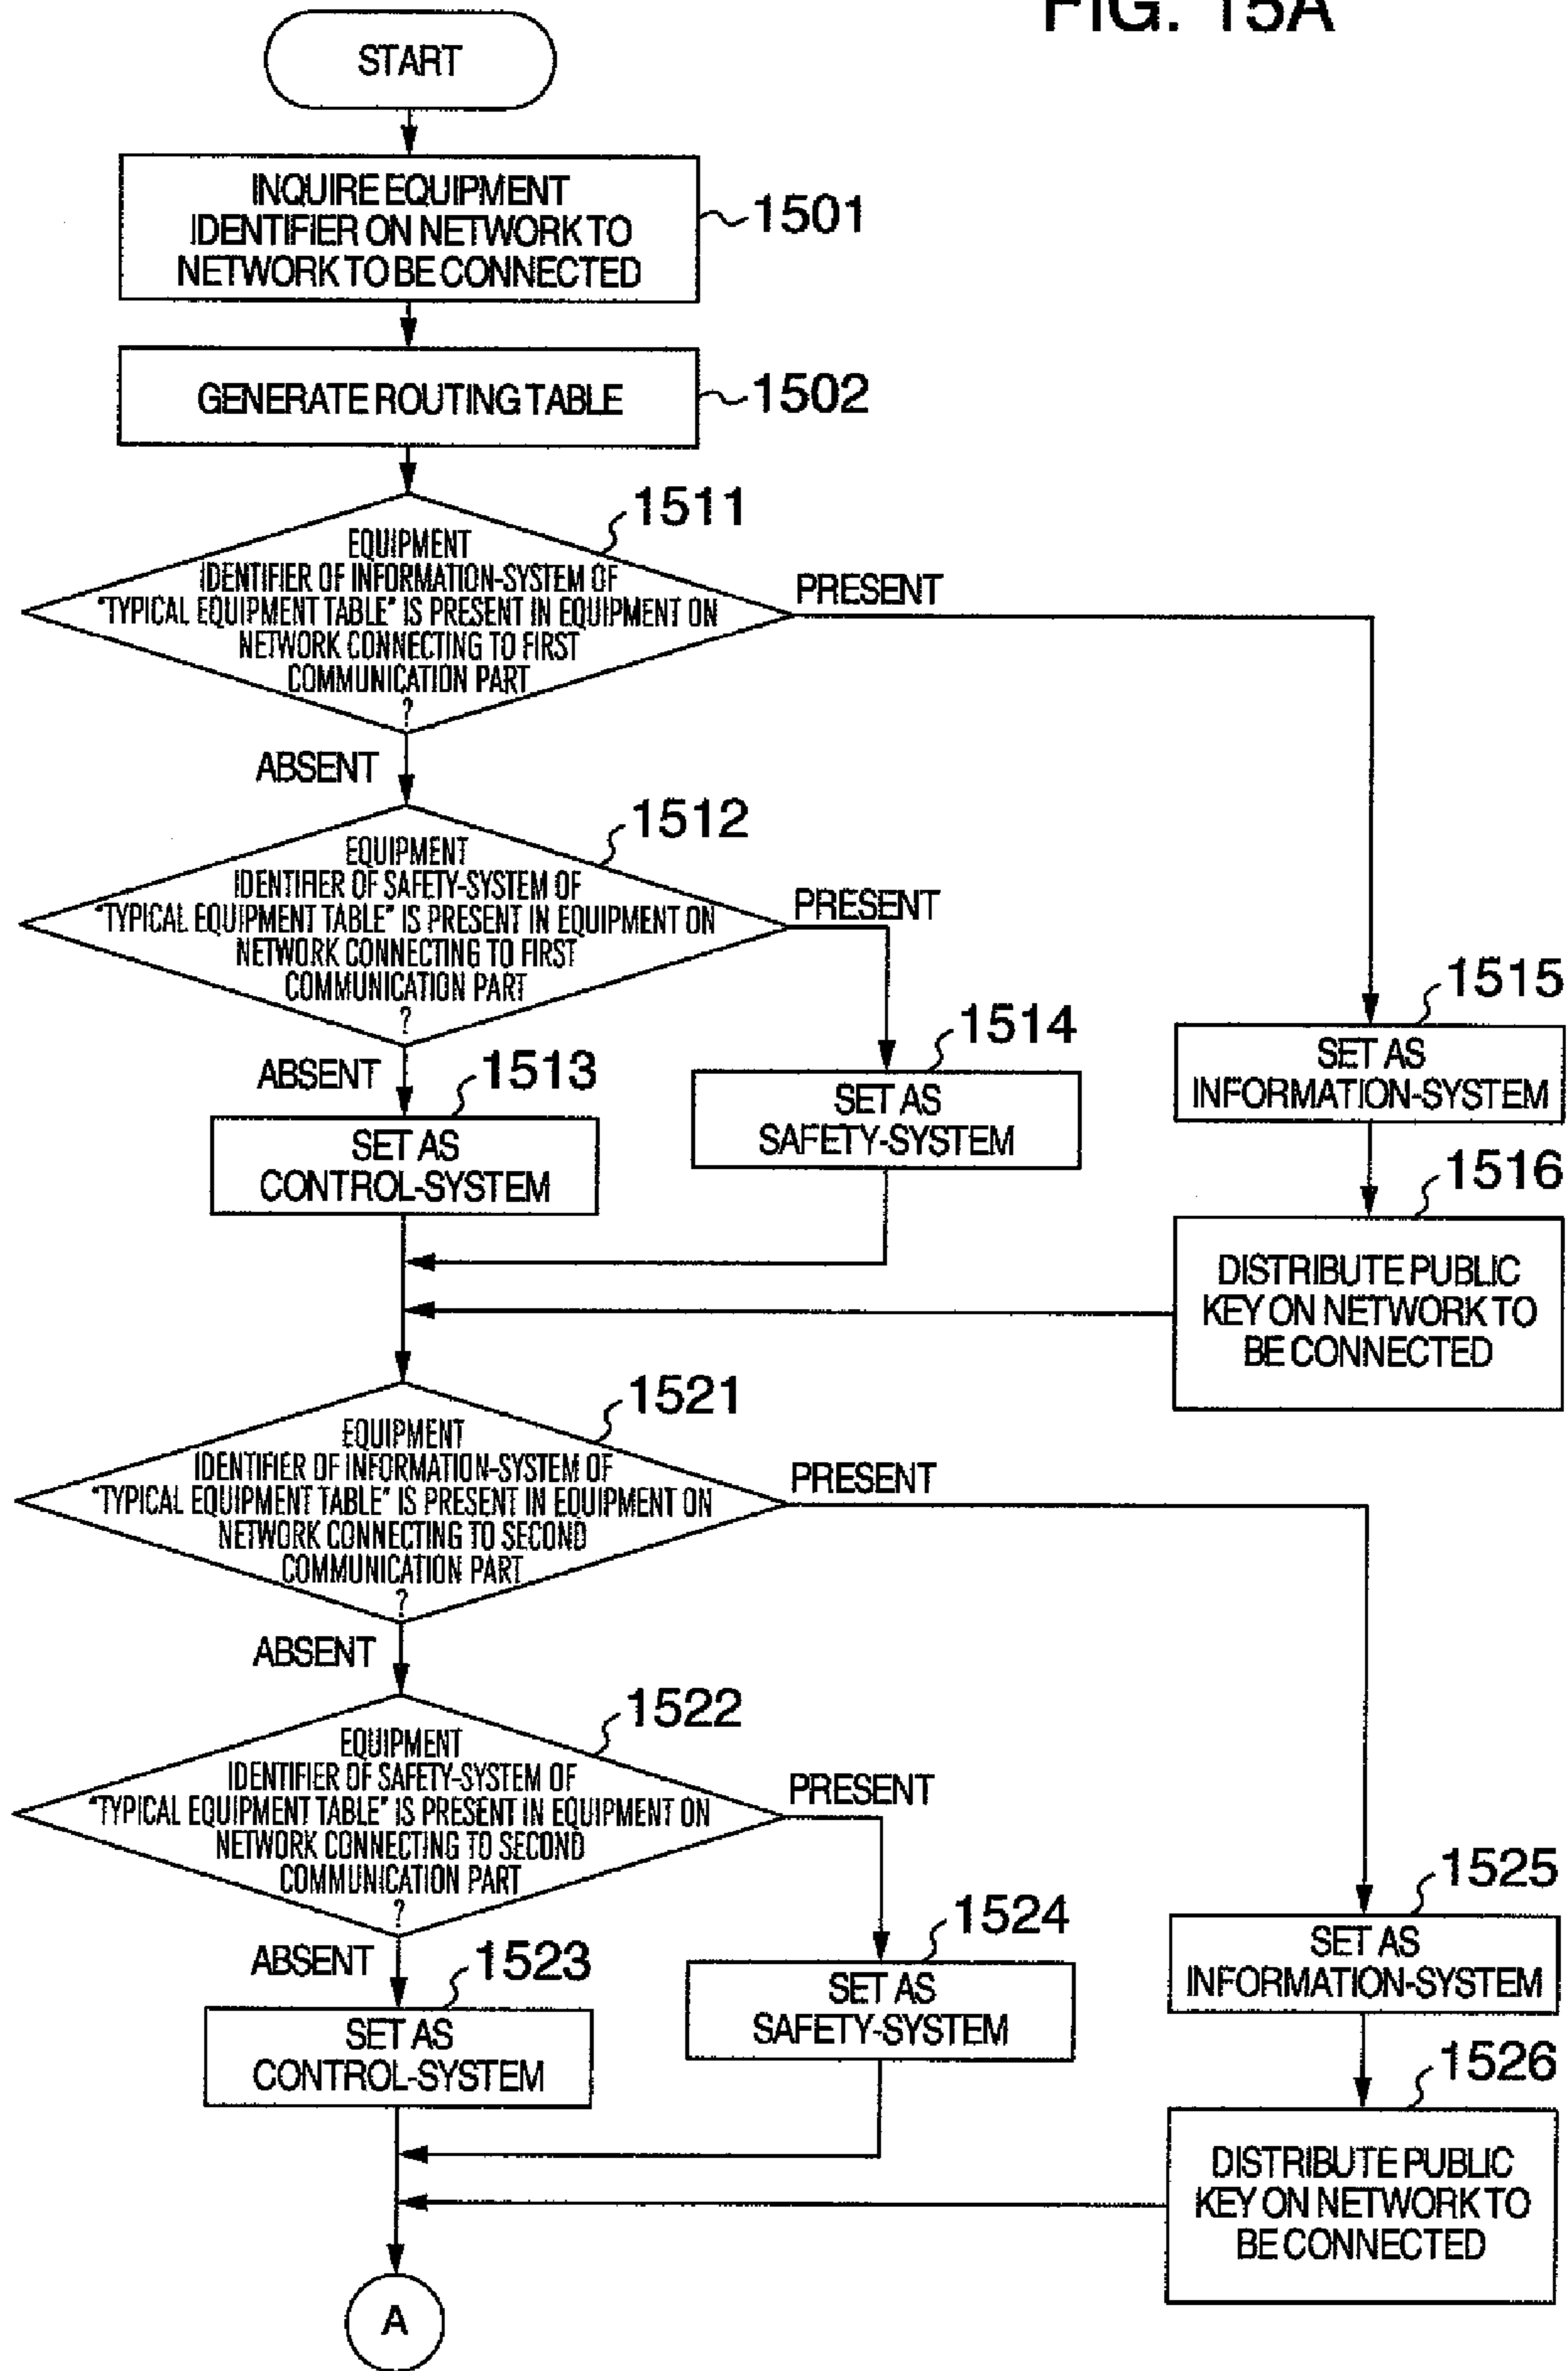 FIG. 15A
START
INQUIRE EQUIPMENT
IDENTIFIER ON NETWORK TO
NETWORK TO BE CONNECTED
1501
GENERATE ROUTING TABLE
1502
1511
EQUIPMENT
IDENTIFIER OF INFORMATION-SYSTEM OF
"TYPICAL EQUIPMENT TABLE" IS PRESENT IN EQUIPMENT ON
NETWORK CONNECTING TO FIRST
COMMUNICATION PART
?
PRESENT
ABSENT
1512
EQUIPMENT
IDENTIFIER OF SAFETY-SYSTEM OF
"TYPICAL EQUIPMENT TABLE" IS PRESENT IN EQUIPMENT ON
NETWORK CONNECTING TO FIRST
COMMUNICATION PART
?
PRESENT
ABSENT
1513
SET AS
CONTROL-SYSTEM
1514
SET AS
SAFETY-SYSTEM
1515
SET AS
INFORMATION-SYSTEM
1516
DISTRIBUTE PUBLIC
KEY ON NETWORK TO
BE CONNECTED
1521
EQUIPMENT
IDENTIFIER OF INFORMATION-SYSTEM OF
"TYPICAL EQUIPMENT TABLE" IS PRESENT IN EQUIPMENT ON
NETWORK CONNECTING TO SECOND
COMMUNICATION PART
?
PRESENT
ABSENT
1522
EQUIPMENT
IDENTIFIER OF SAFETY-SYSTEM OF
"TYPICAL EQUIPMENT TABLE" IS PRESENT IN EQUIPMENT ON
NETWORK CONNECTING TO SECOND
COMMUNICATION PART
?
PRESENT
ABSENT
1523
SET AS
CONTROL-SYSTEM
1524
SET AS
SAFETY-SYSTEM
1525
SET AS
INFORMATION-SYSTEM
1526
DISTRIBUTE PUBLIC
KEY ON NETWORK TO
BE CONNECTED
A